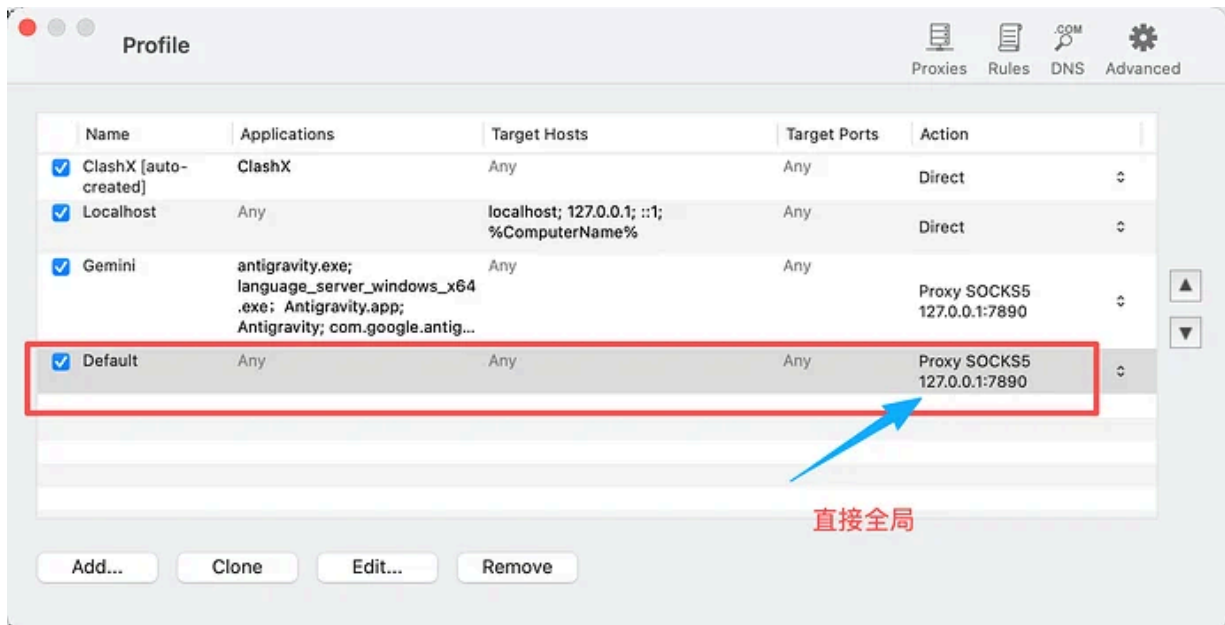 Profile
Proxies Rules DNS Advanced
.COM
Name Applications Target Hosts Target Ports Action
ClashX [auto-
created]
ClashX
Any
Any
Direct
Localhost
Any
localhost; 127.0.0.1; ::1;
%ComputerName%
Any
Direct
Gemini
antigravity.exe;
language_server_windows_x64
.exe；Antigravity.app;
Antigravity; com.google.antig...
Any
Any
Proxy SOCKS5
127.0.0.1:7890
Default
Any
Any
Any
Proxy SOCKS5
127.0.0.1:7890
直接全局
Add... Clone Edit... Remove